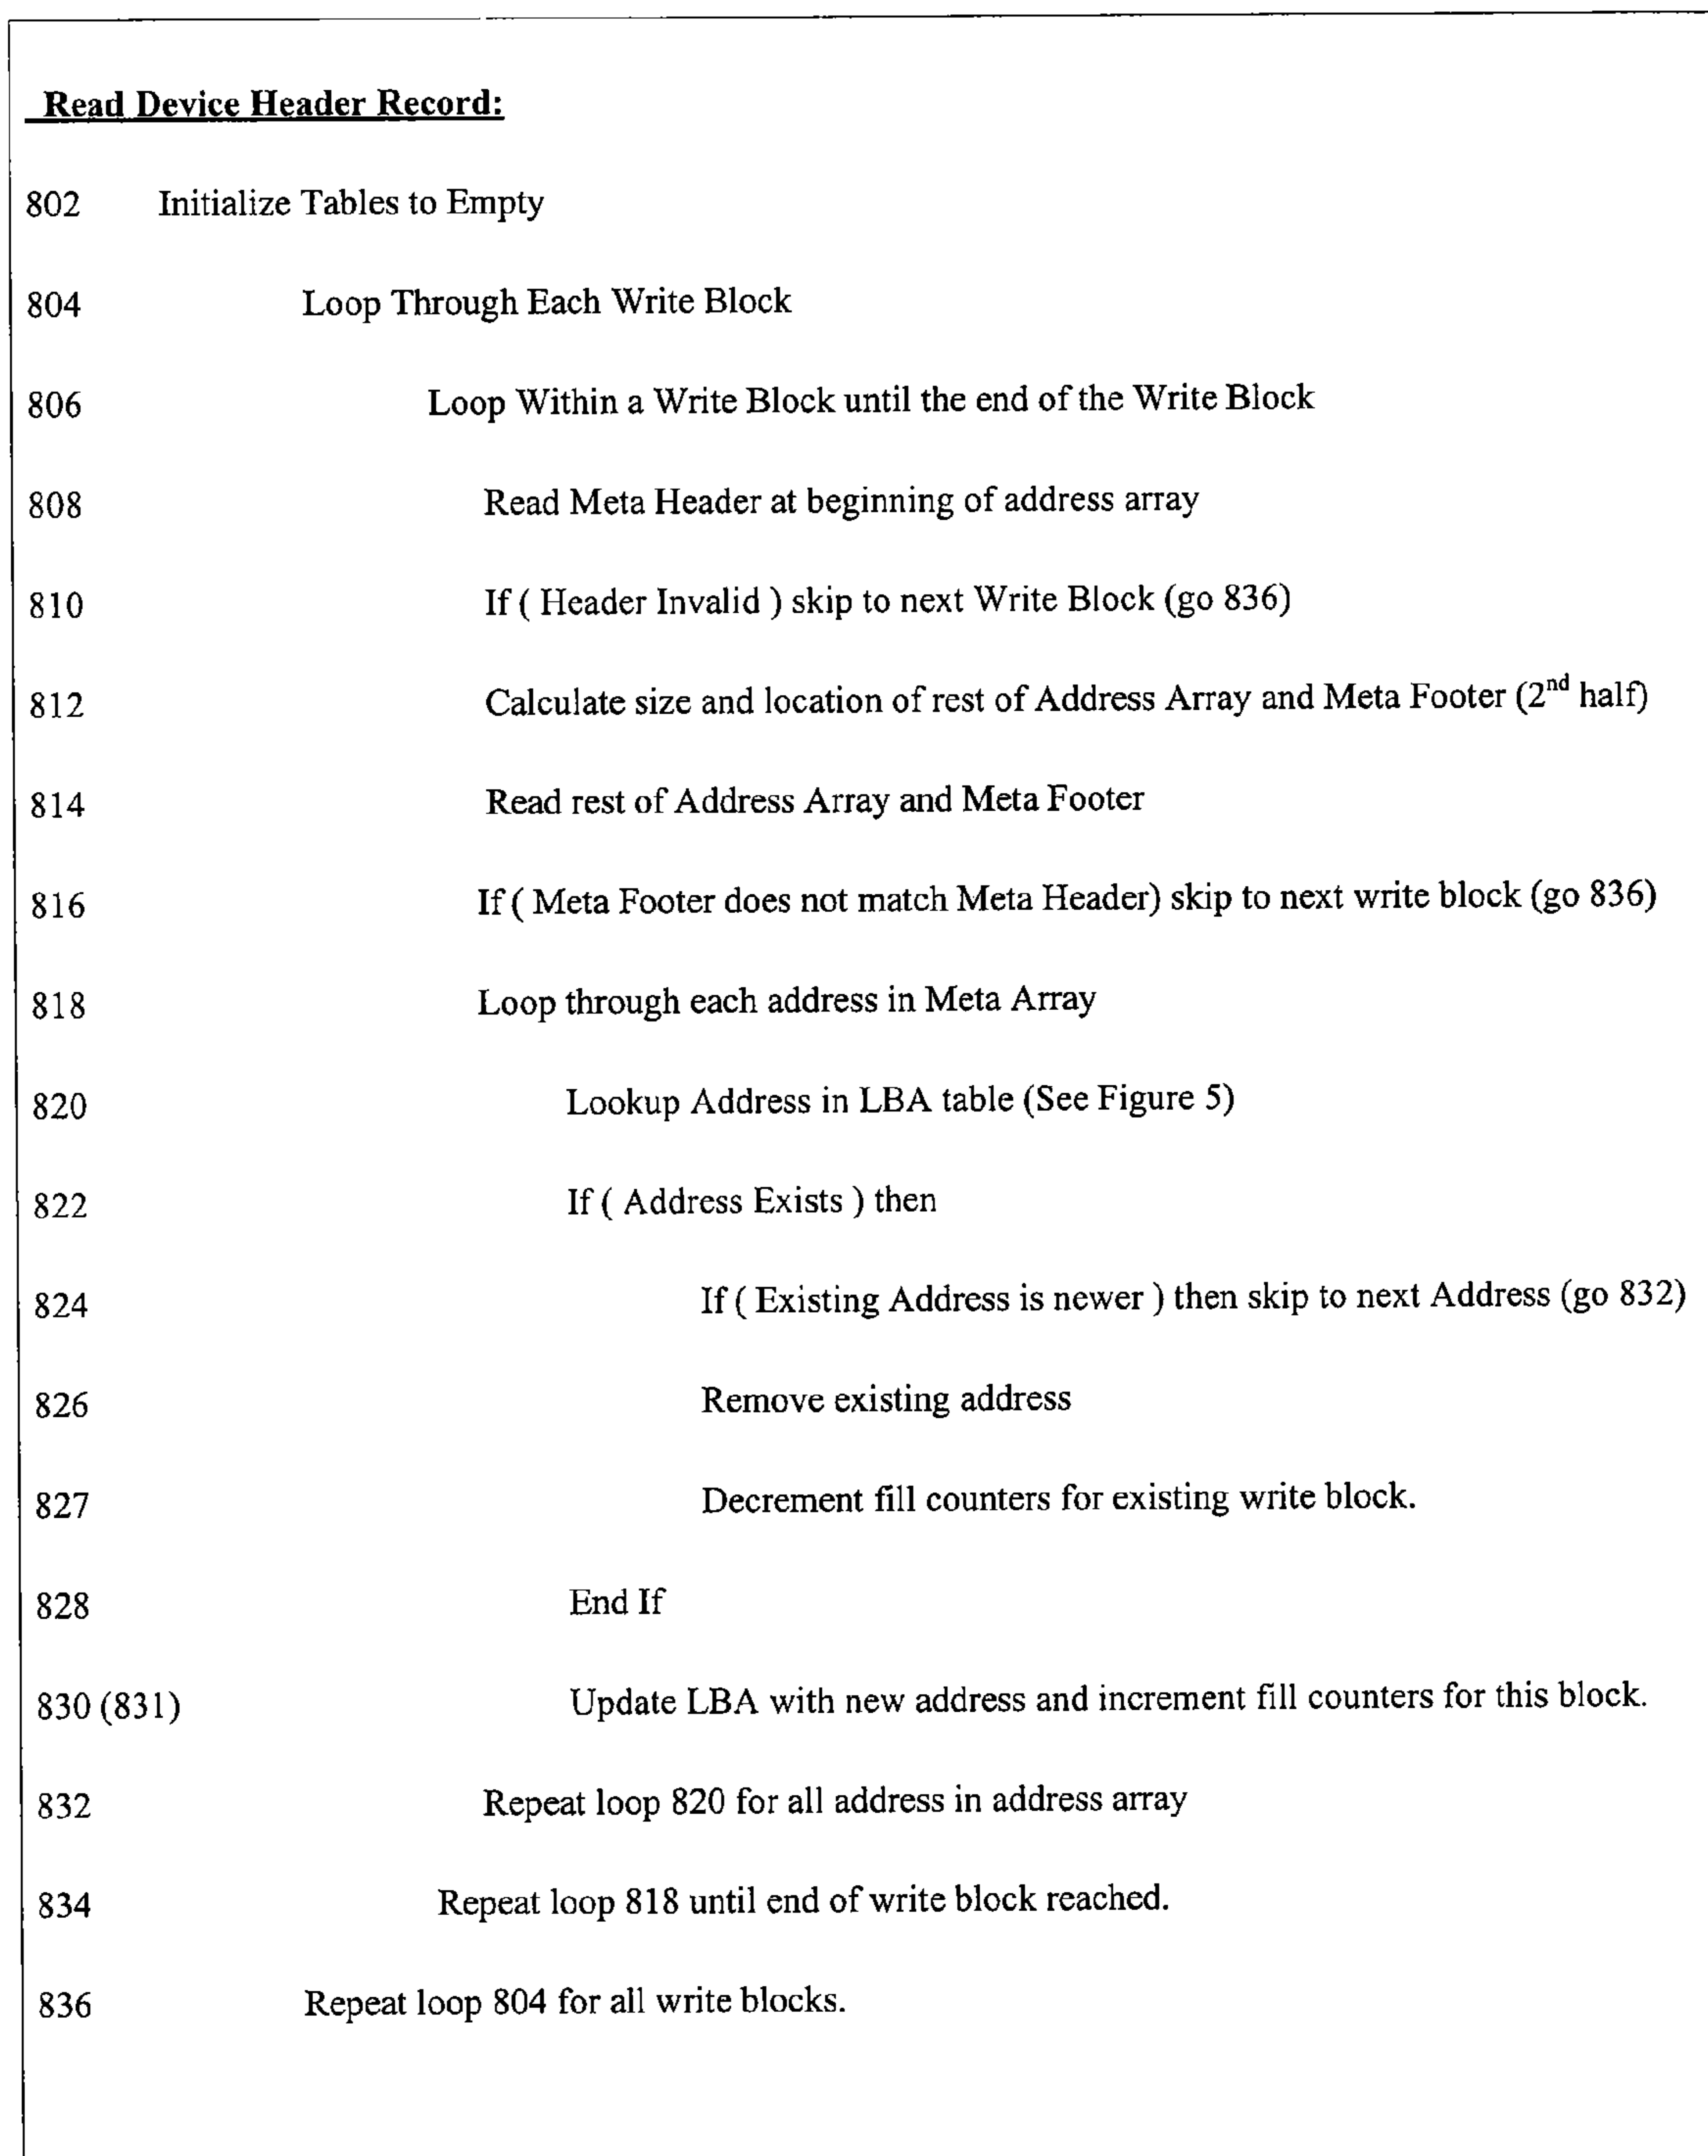 Read Device Header Record:
802 Initialize Tables to Empty
804 Loop Through Each Write Block
806 Loop Within a Write Block until the end of the Write Block
808 Read Meta Header at beginning of address array
810 If ( Header Invalid ) skip to next Write Block (go 836)
812 Calculate size and location of rest of Address Array and Meta Footer (2nd half)
814 Read rest of Address Array and Meta Footer
816 If ( Meta Footer does not match Meta Header) skip to next write block (go 836)
818 Loop through each address in Meta Array
820 Lookup Address in LBA table (See Figure 5)
822 If ( Address Exists ) then
824 If ( Existing Address is newer ) then skip to next Address (go 832)
826 Remove existing address
827 Decrement fill counters for existing write block.
828 End If
830 (831) Update LBA with new address and increment fill counters for this block.
832 Repeat loop 820 for all address in address array
834 Repeat loop 818 until end of write block reached.
836 Repeat loop 804 for all write blocks.